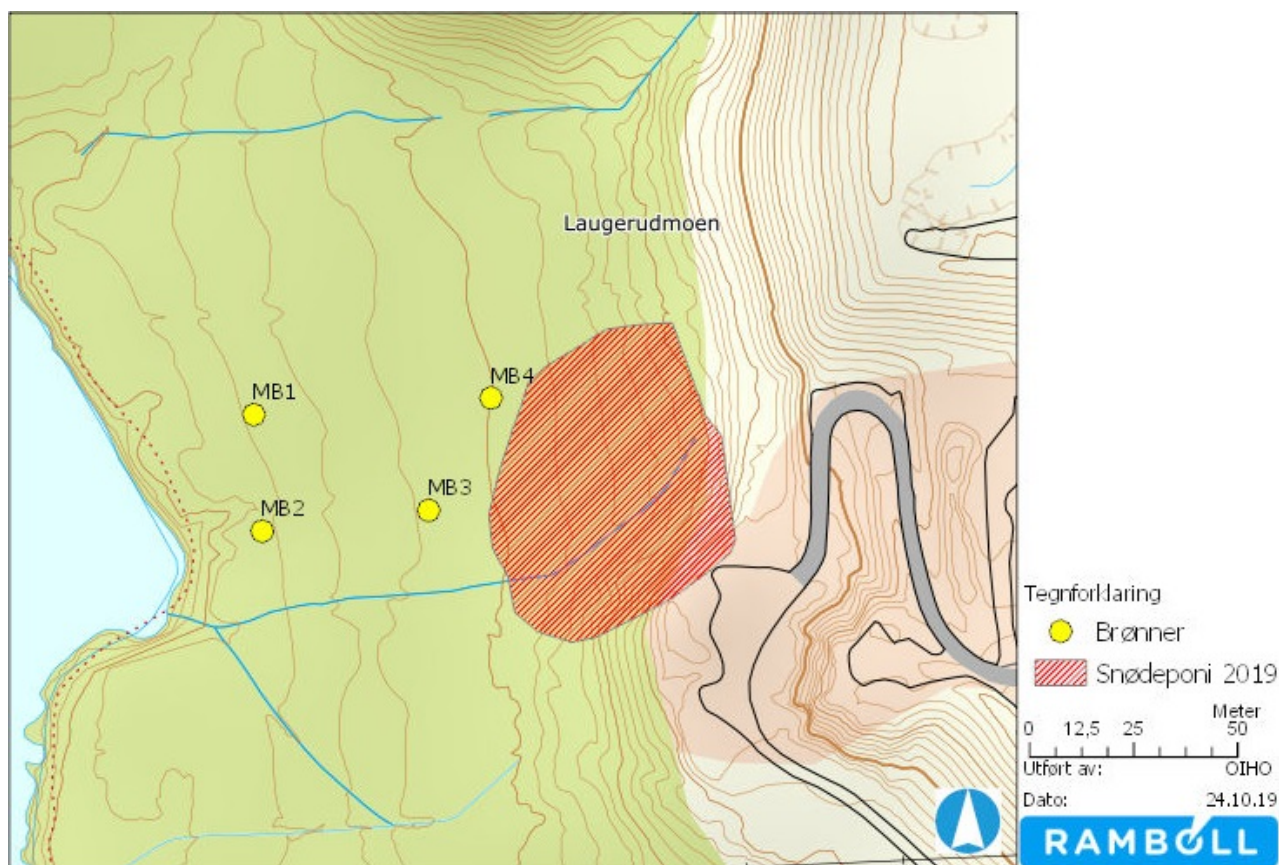 Laugerudmoen
MB4
MB1
MB3
MB2
Tegnforklaring
Brønner
Snødeponi 2019
Meter
0 12,5 25 50
Utført av: OIHO
Dato: 24.10.19
RAMBOLL